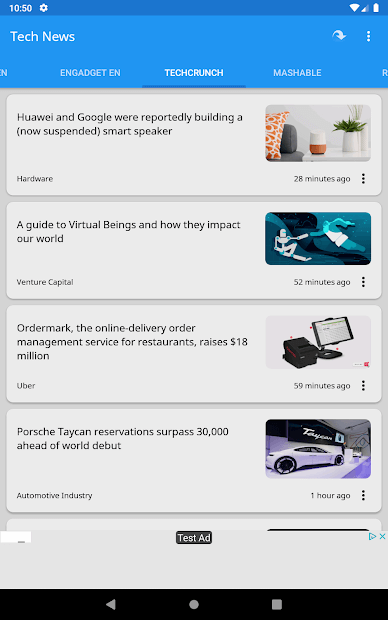 10:50
Tech News
EN
ENGADGET EN
TECHCRUNCH
MASHABLE
R
Huawei and Google were reportedly building a
(now suspended) smart speaker
Hardware
28 minutes ago
A guide to Virtual Beings and how they impact
our world
Venture Capital
52 minutes ago
Ordermark, the online-delivery order
management service for restaurants, raises $18
million
Uber
59 minutes ago
Porsche Taycan reservations surpass 30,000
ahead of world debut
Taycan
Automotive Industry
1 hour ago
Test Ad